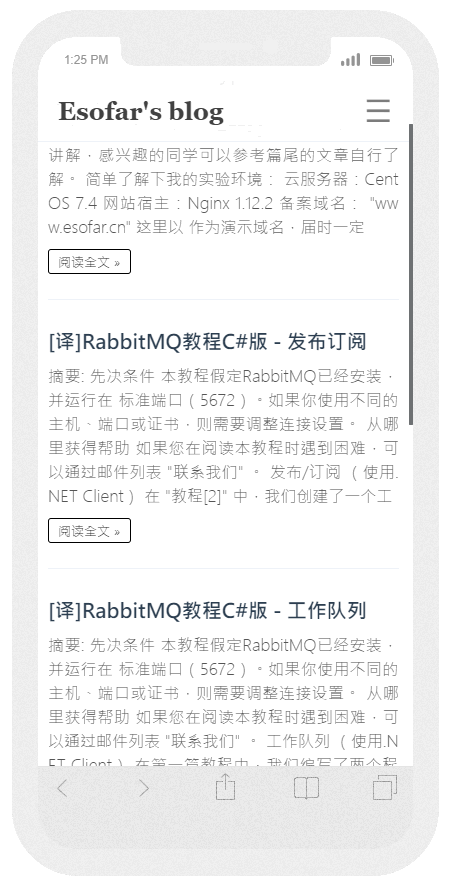 1:25 PM
Esofar's blog
讲解，感兴趣的同学可以参考篇尾的文章自行了
解。 简单了解下我的实验环境： 云服务器：Cent
OS 7.4 网站宿主：Nginx 1.12.2 备案域名： "ww
w.esofar.cn" 这里以 作为演示域名，届时一定
阅读全文 »
[译]RabbitMQ教程C#版 - 发布订阅
摘要: 先决条件 本教程假定RabbitMQ已经安装，
并运行在 标准端口（5672）。如果你使用不同的
主机、端口或证书，则需要调整连接设置。 从哪
里获得帮助 如果您在阅读本教程时遇到困难，可
以通过邮件列表 "联系我们" 。 发布/订阅 （使用.
NET Client） 在 "教程[2]" 中，我们创建了一个工
阅读全文 »
[译]RabbitMQ教程C#版 - 工作队列
摘要: 先决条件 本教程假定RabbitMQ已经安装，
并运行在 标准端口（5672）。如果你使用不同的
主机、端口或证书，则需要调整连接设置。 从哪
里获得帮助 如果您在阅读本教程时遇到困难，可
以通过邮件列表 "联系我们" 。 工作队列 （使用.N
ET Client） 在第一篇教程中，我们编写了两个程